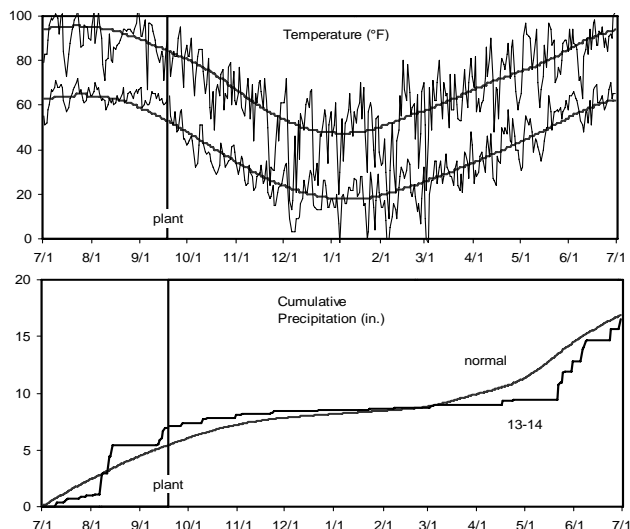 100
80
60
40
20
0
Temperature (°F)
plant
7/1 8/1 9/1 10/1 11/1 12/1 1/1 2/1 3/1 4/1 5/1 6/1 7/1
20
15
10
5
0
Cumulative
Precipitation (in.)
normal
13-14
plant
7/1 8/1 9/1 10/1 11/1 12/1 1/1 2/1 3/1 4/1 5/1 6/1 7/1